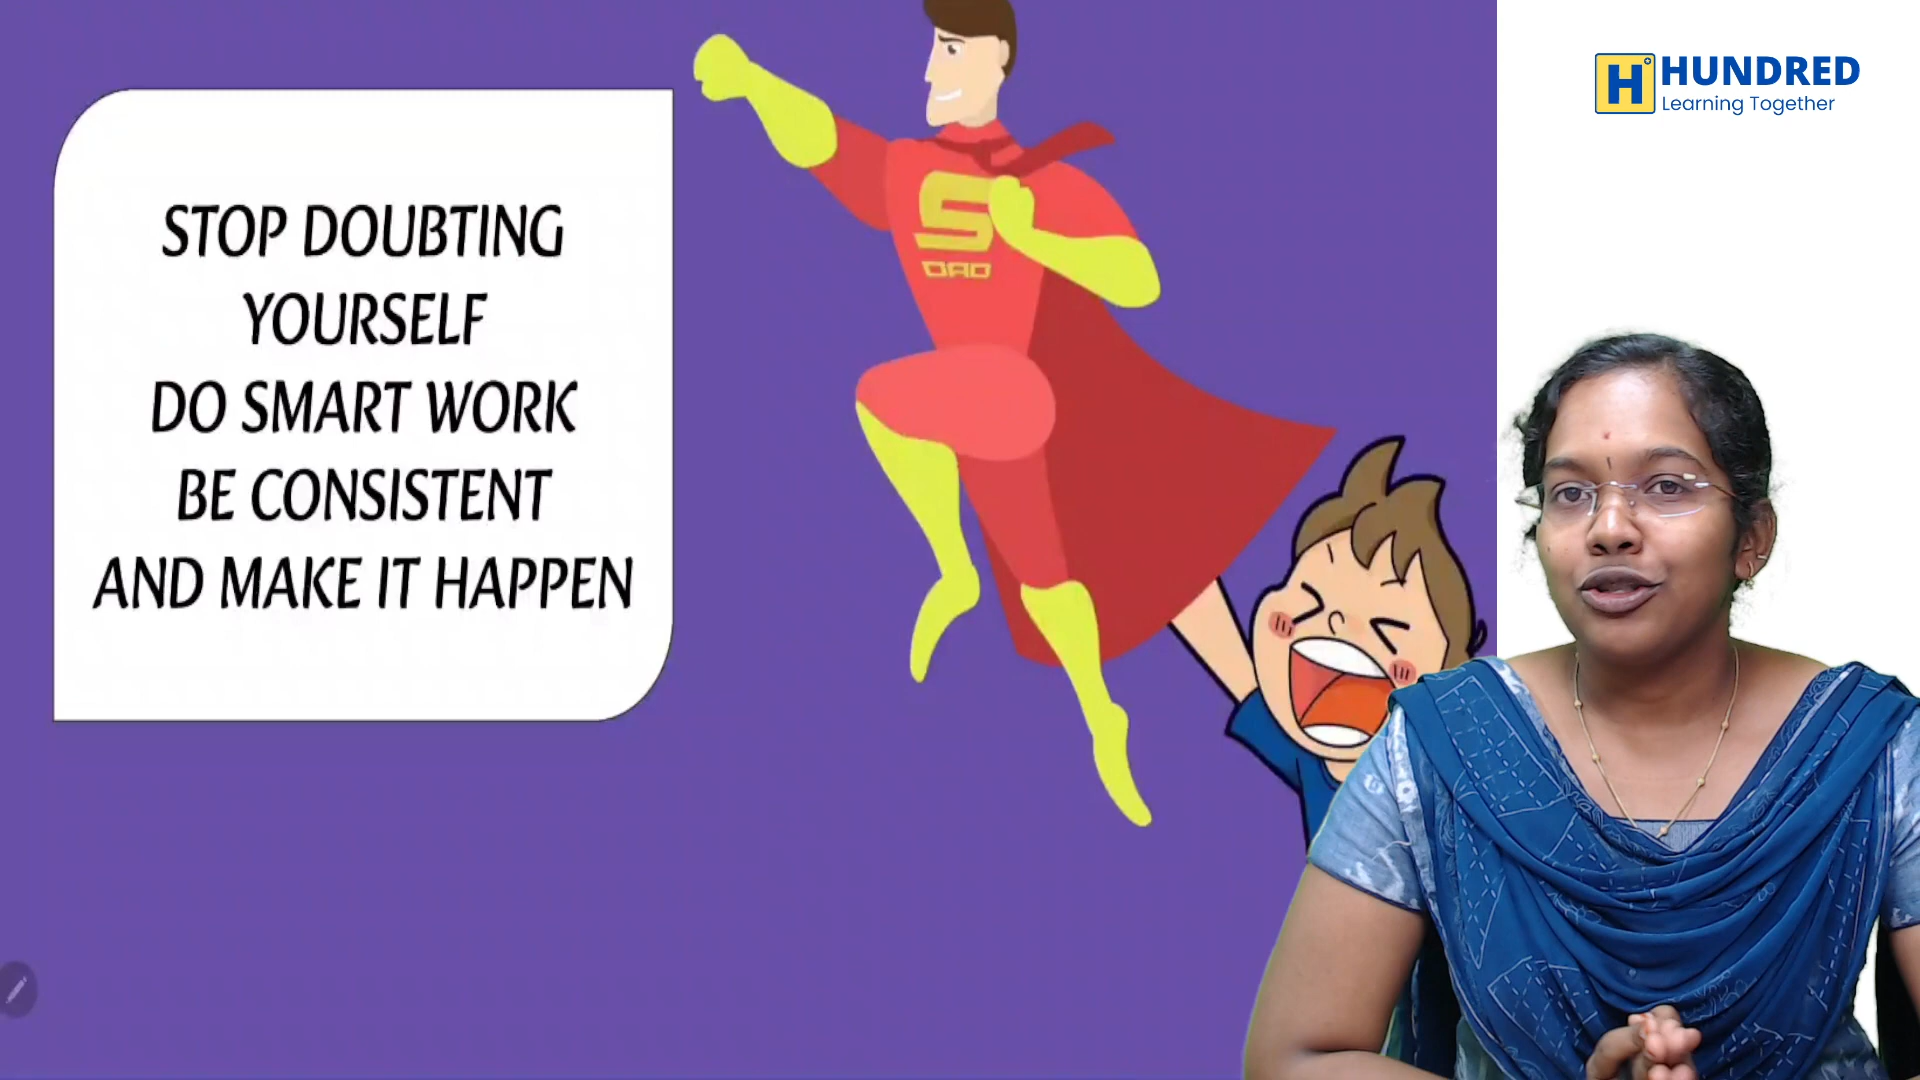 STOP DOUBTING
YOURSELF
DO SMART WORK
BE CONSISTENT
AND MAKE IT HAPPEN
S
DAD
H
HUNDRED
Learning Together